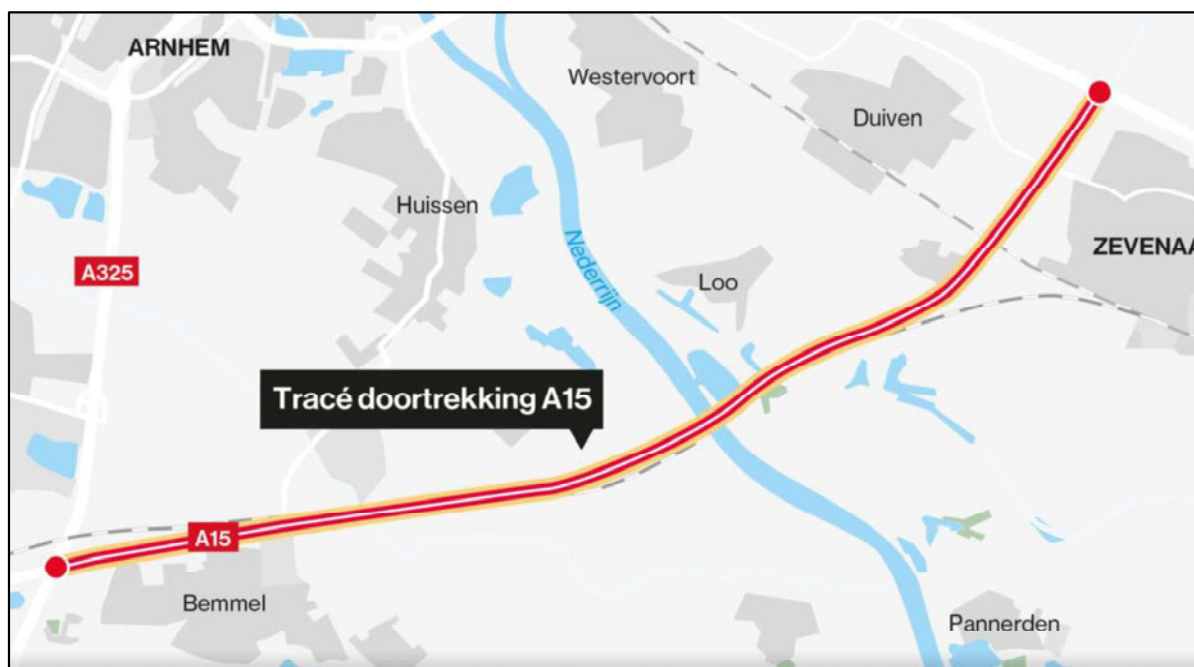 ARNHEM
Westervoort
Duiven
Huissen
ZEVENAA
A325
Nederrijn
Loo
Tracé doortrekking A15
A15
Bemmel
Pannerden